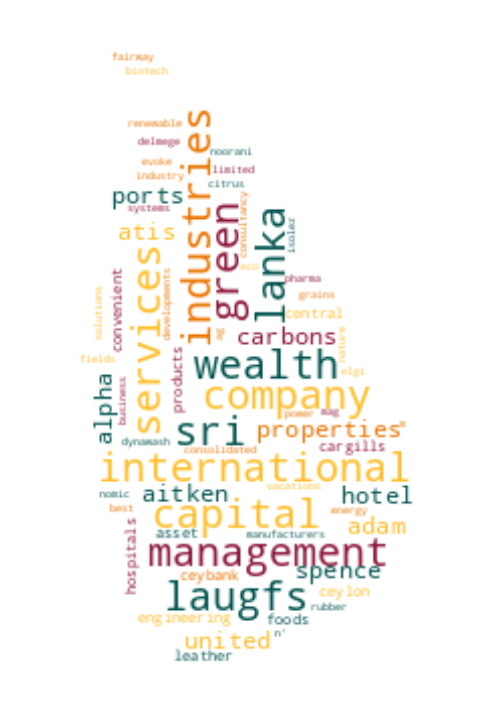 fairway
biotech
renewable
delmege
industries
noorani
evoke
limited
industry
citrus
ports
systems
green
consultancy
lanka
isolez
atis
services
eco
developments
convenient
pharma
solutions
grains
central
ag
carbons
nature
products
wealth
fields
elgi
alpha
business
company
power
mag
sri
properties
dynawash
consolidated
cargills
international
nomic
aitken
vacations
hotel
best
capital
energy
adam
hospitals
asset
manufacturers
management
spence
ceybank
laugfs
ceylon
rubber
engineering
foods
united
n'
leather